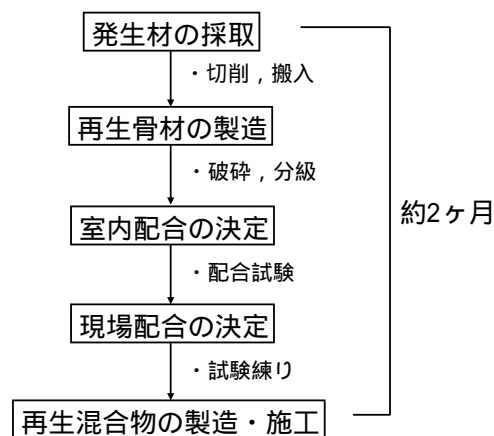 発生材の採取
・切削，搬入
再生骨材の製造
・破砕，分級
約2ヶ月
室内配合の決定
・配合試験
現場配合の決定
・試験練り
再生混合物の製造・施工